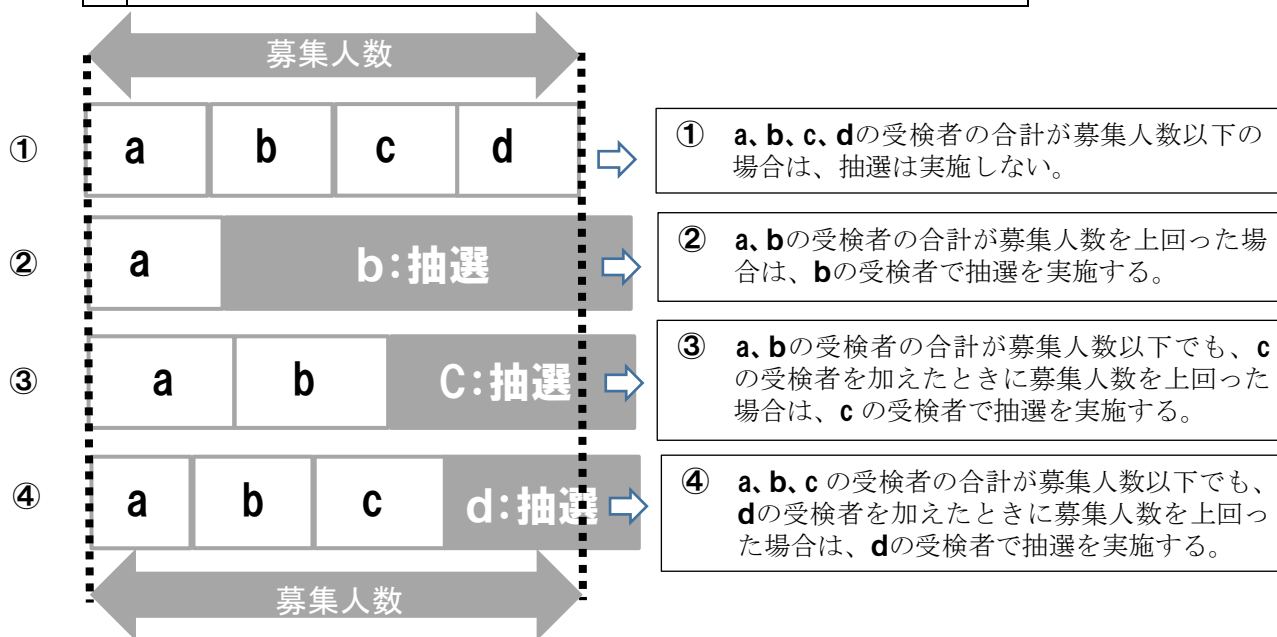 募集人数
① a b c d
① a、b、c、dの受検者の合計が募集人数以下の
場合は、抽選は実施しない。
② a b:抽選
② a、bの受検者の合計が募集人数を上回った場
合は、bの受検者で抽選を実施する。
③ a b C:抽選
③ a、bの受検者の合計が募集人数以下でも、c
の受検者を加えたときに募集人数を上回った
場合は、c の受検者で抽選を実施する。
④ a b c d:抽選
④ a、b、c の受検者の合計が募集人数以下でも、
dの受検者を加えたときに募集人数を上回っ
た場合は、dの受検者で抽選を実施する。
募集人数